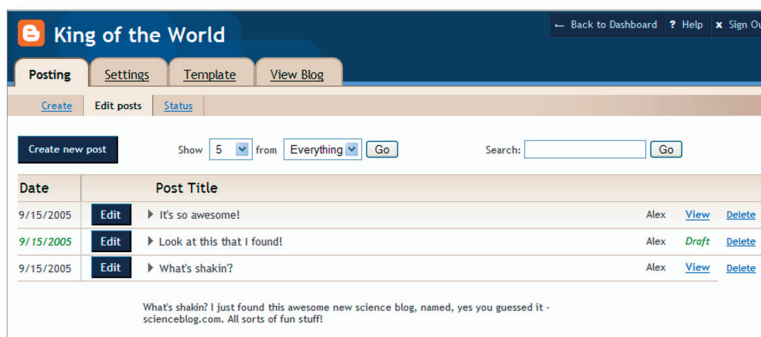 King of the World
← Back to Dashboard ? Help x Sign Ou
Posting Settings Template View Blog
Create Edit posts Status
Create new post Show 5 from Everything Go Search: Go
Date Post Title
9/15/2005 Edit It's so awesome! Alex View Delete
9/15/2005 Edit Look at this that I found! Alex Draft Delete
9/15/2005 Edit What's shakin'? Alex View Delete
What's shakin? I just found this awesome new science blog, named, yes you guessed it -
scienceblog.com. All sorts of fun stuff!